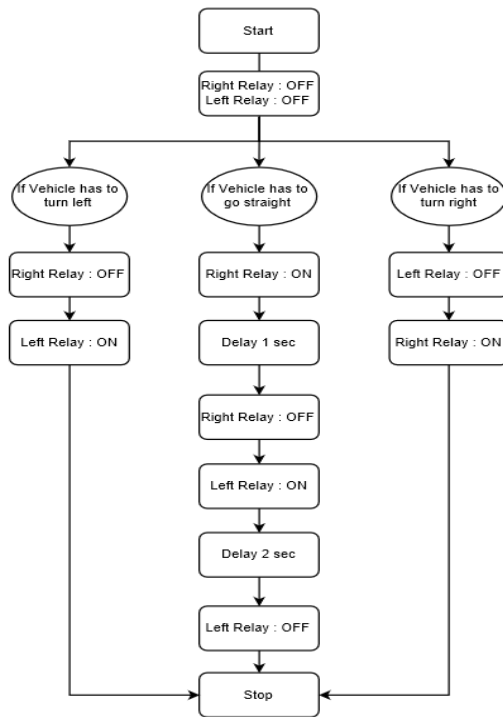 Start
Right Relay : OFF
Left Relay : OFF
If Vehicle has to
turn left
Right Relay : OFF
Left Relay : ON
If Vehicle has to
go straight
Right Relay : ON
Delay 1 sec
Right Relay : OFF
Left Relay : ON
Delay 2 sec
Left Relay : OFF
If Vehicle has to
turn right
Left Relay : OFF
Right Relay : ON
Stop